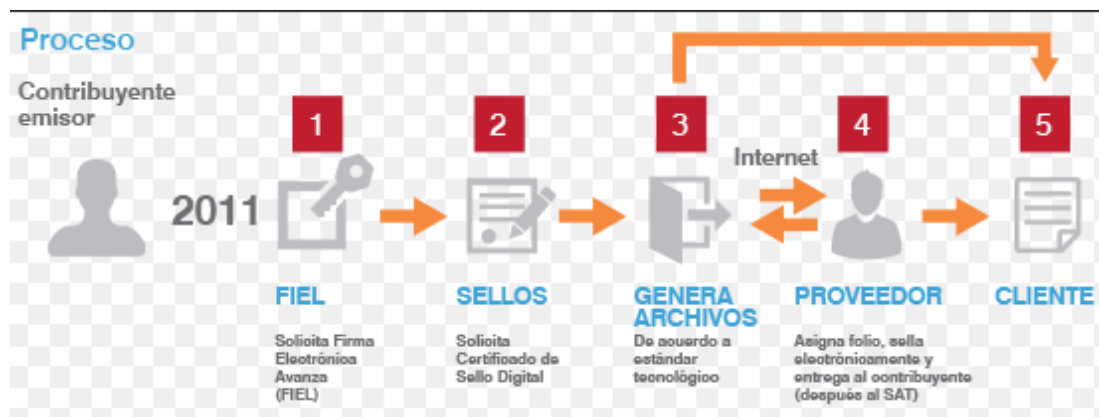 Proceso
Contribuyente
emisor
2011
1
2
3
4
5
Internet
FIEL
Solicita Firma
Electrónica
Avanza
(FIEL)
SELLOS
Solicita
Certificado de
Sello Digital
GENERA
ARCHIVOS
De acuerdo a
estándar
tecnológico
PROVEEDOR
Asigna folio, sella
electrónicamente y
entrega al contribuyente
(después al SAT)
CLIENTE